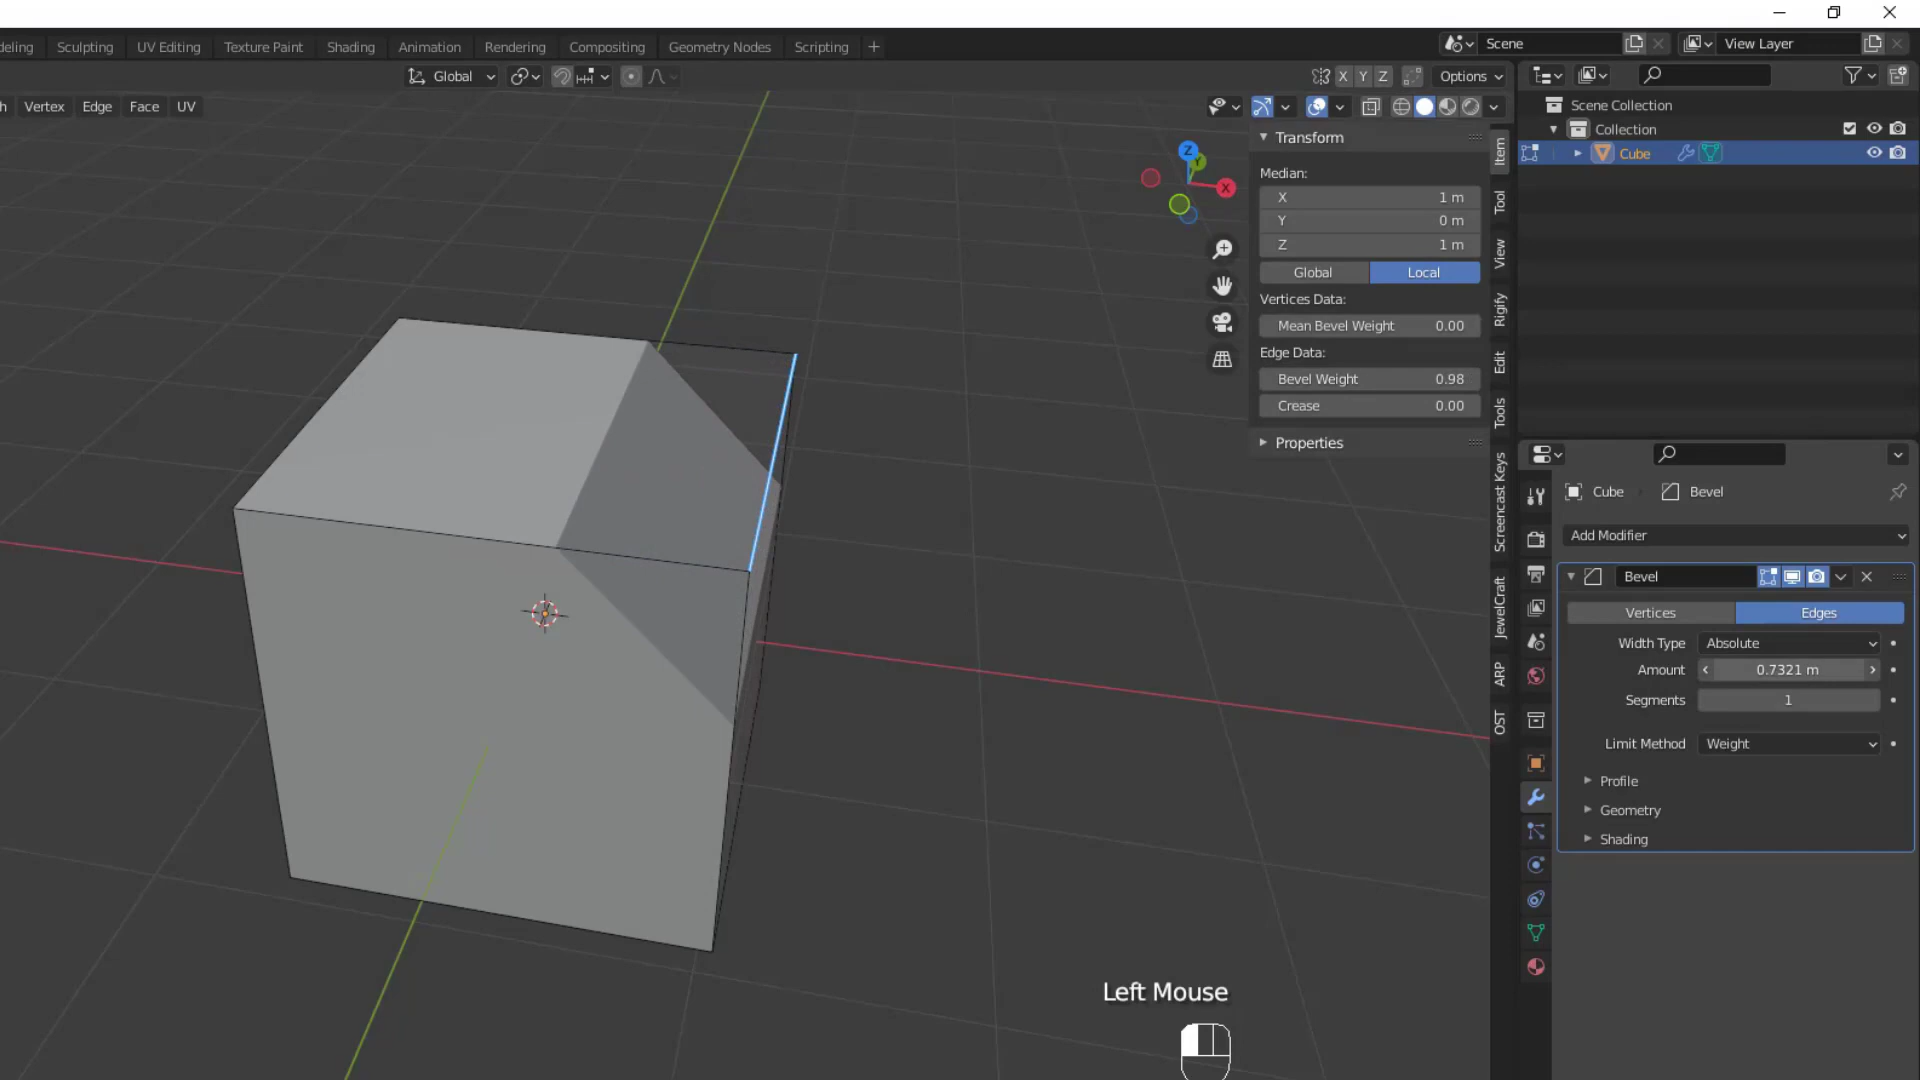 deling Sculpting UV Editing Texture Paint Shading Animation Rendering Compositing Geometry Nodes Scripting + Scene View Layer
Global X Y Z Options
h Vertex Edge Face UV
Scene Collection
Collection
Cube
Transform
Median:
X 1 m
Y 0 m
Z 1 m
Global Local
Vertices Data:
Mean Bevel Weight 0.00
Edge Data:
Bevel Weight 0.98
Crease 0.00
Properties
Z
Y
X
Item
Tool
View
Rigify
Edit
Tools
Screencast Keys
JewelCraft
ARP
OST
Cube Bevel
Add Modifier
Bevel
Vertices Edges
Width Type Absolute
Amount 0.7321 m
Segments 1
Limit Method Weight
Profile
Geometry
Shading
Left Mouse